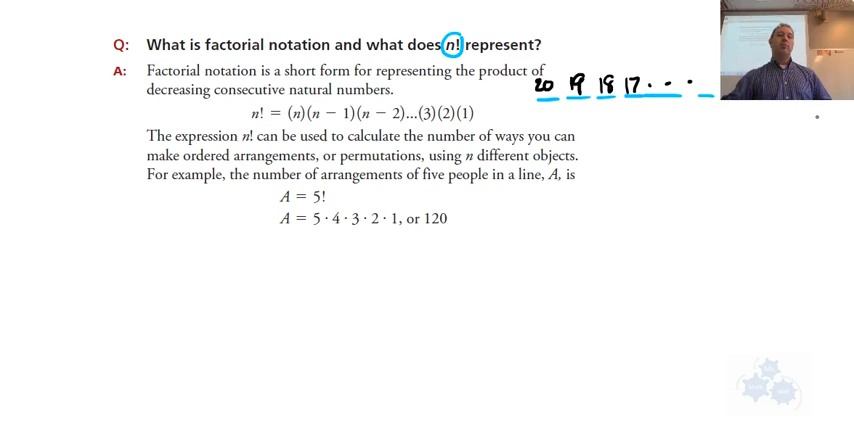 Q: What is factorial notation and what does n! represent?
A: Factorial notation is a short form for representing the product of
decreasing consecutive natural numbers.
20 19 18 17 . . .
n! = (n)(n − 1)(n − 2)...(3)(2)(1)
The expression n! can be used to calculate the number of ways you can
make ordered arrangements, or permutations, using n different objects.
For example, the number of arrangements of five people in a line, A, is
A = 5!
A = 5 · 4 · 3 · 2 · 1, or 120